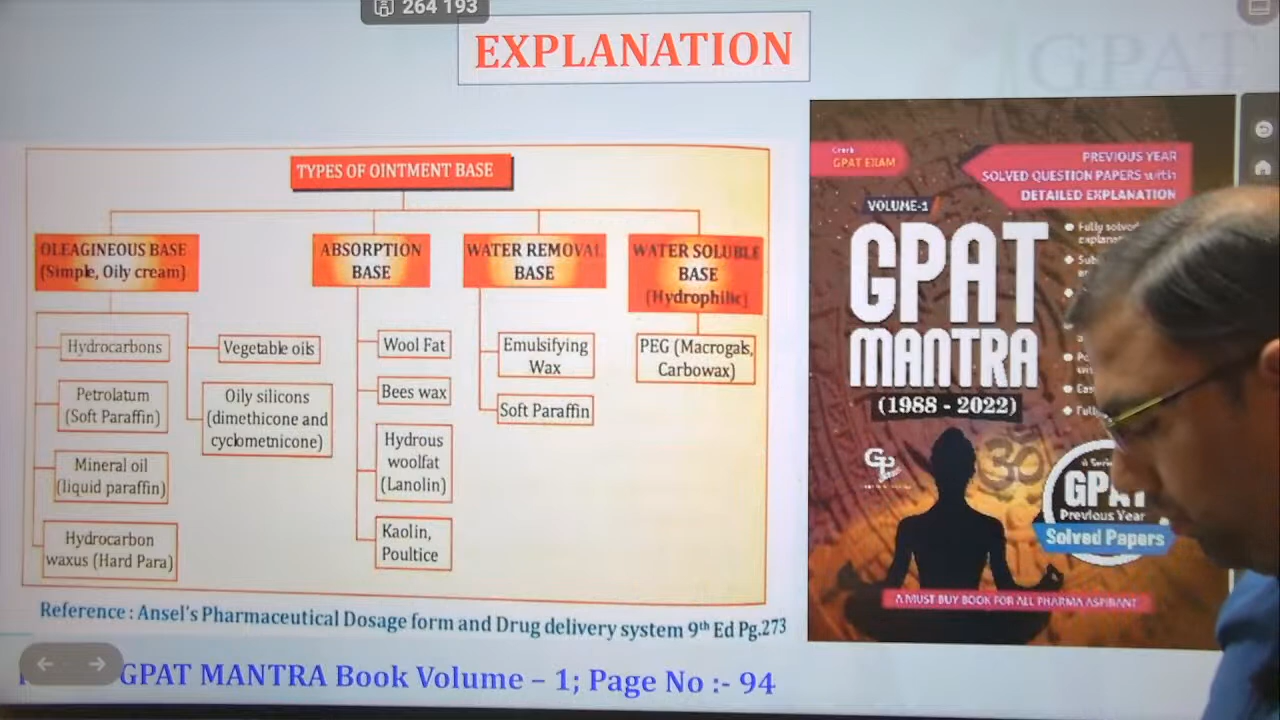 264 193
EXPLANATION
GPAT
TYPES OF OINTMENT BASE
OLEAGINEOUS BASE
(Simple, Oily cream)
Hydrocarbons
Petrolatum
(Soft Paraffin)
Mineral oil
(liquid paraffin)
Hydrocarbon
waxus (Hard Para)
Vegetable oils
Oily silicons
(dimethicone and
cyclometnicone)
ABSORPTION
BASE
Wool Fat
Bees wax
Hydrous
woolfat
(Lanolin)
Kaolin,
Poultice
WATER REMOVAL
BASE
Emulsifying
Wax
Soft Paraffin
WATER SOLUBLE
BASE
(Hydrophilic)
PEG (Macrogals,
Carbowax)
Reference : Ansel's Pharmaceutical Dosage form and Drug delivery system 9th Ed Pg.273
GPAT MANTRA Book Volume – 1; Page No :- 94
GPAT EXAM
PREVIOUS YEAR
SOLVED QUESTION PAPERS with
DETAILED EXPLANATION
VOLUME-1
GPAT
MANTRA
(1988 - 2022)
Fully solved
GPAT
Previous Year
Solved Papers
A MUST BUY BOOK FOR ALL PHARMA ASPIRANT